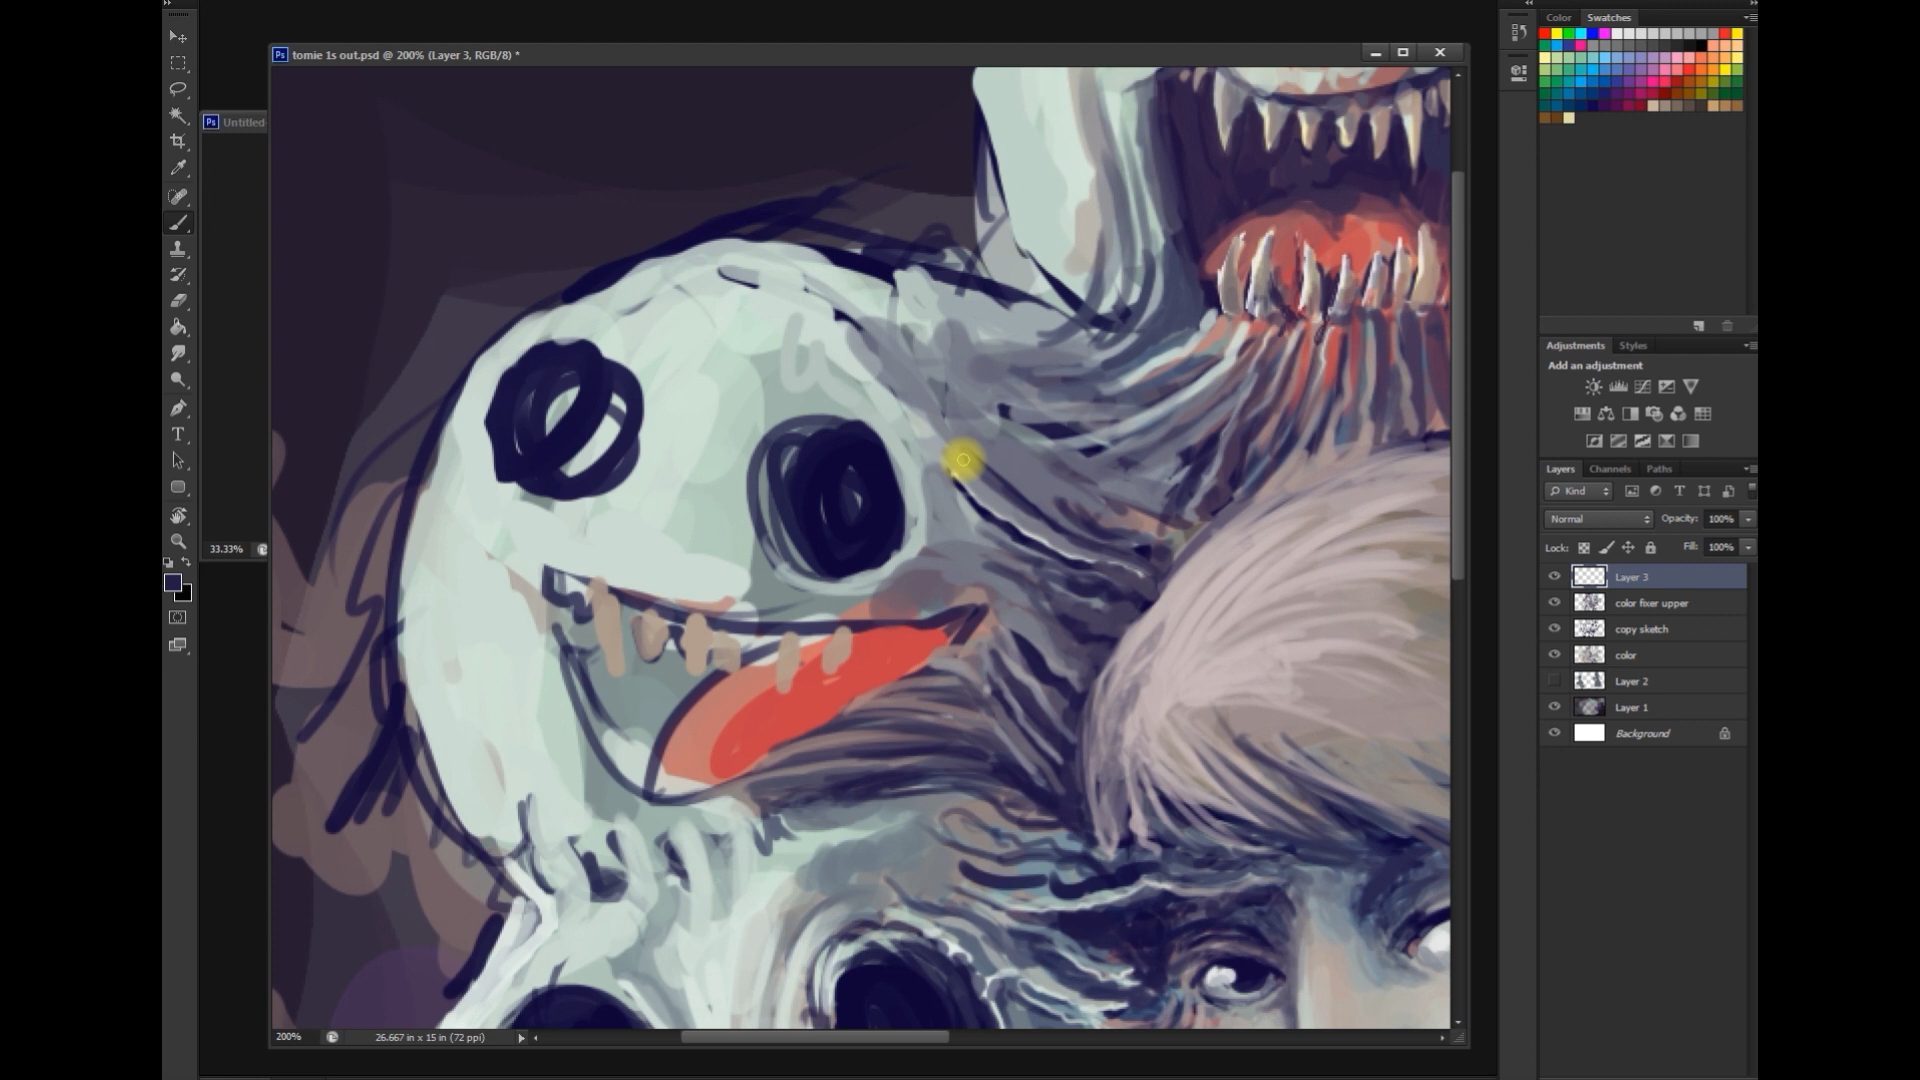 Ps tomie 1s out.psd @ 200% (Layer 3, RGB/8) *
Ps Untitled-
33.33%
200%
26.667 in x 15 in (72 ppi)
Color Swatches
Adjustments Styles
Add an adjustment
Layers Channels Paths
Kind
Normal Opacity: 100%
Lock: Fill: 100%
Layer 3
color fixer upper
copy sketch
color
Layer 2
Layer 1
Background